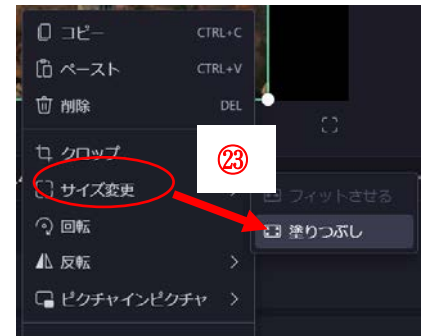 コピー CTRL+C
ペースト CTRL+V
削除 DEL
クロップ
㉓
サイズ変更
フィットさせる
回転
塗りつぶし
反転
ピクチャインピクチャ